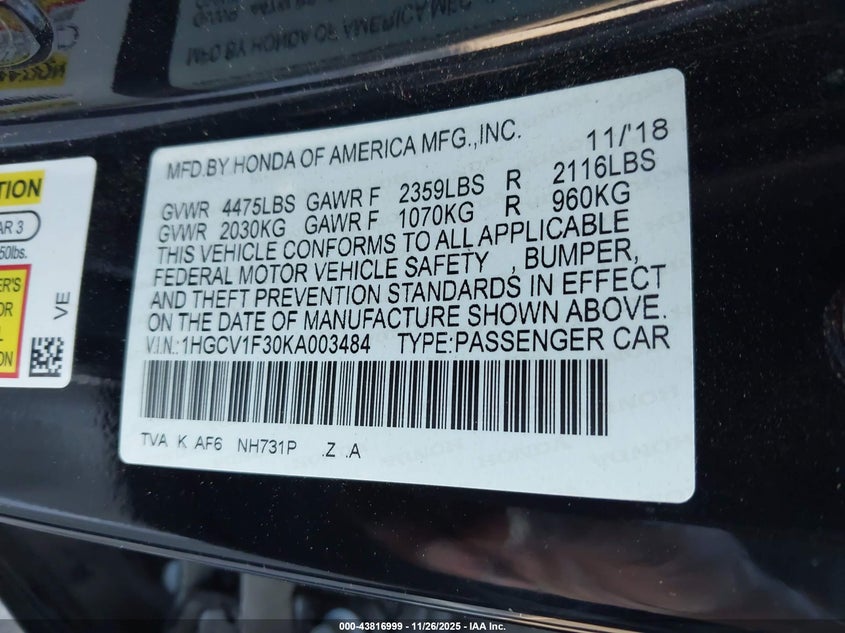 MFD.BY HONDA OF AMERICA MFG.,INC. 11/'18
GVWR 4475LBS GAWR F 2359LBS R 2116LBS
GVWR 2030KG GAWR F 1070KG R 960KG
THIS VEHICLE CONFORMS TO ALL APPLICABLE
FEDERAL MOTOR VEHICLE SAFETY , BUMPER,
AND THEFT PREVENTION STANDARDS IN EFFECT
ON THE DATE OF MANUFACTURE SHOWN ABOVE.
V.I.N.:1HGCV1F30KA003484 TYPE:PASSENGER CAR
TVA K AF6 NH731P .Z .A
VE
000-43816999 - 11/26/2025 - IAA Inc.